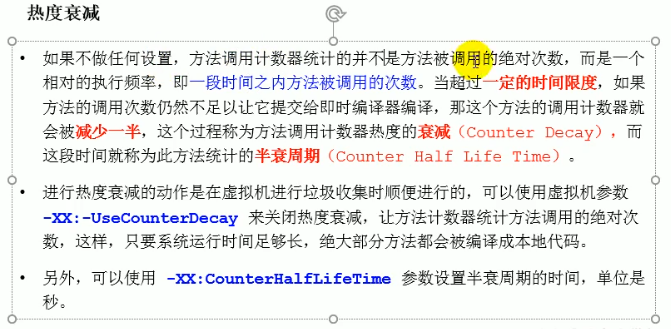 热度衰减
• 如果不做任何设置，方法调用计数器统计的并不是方法被调用的绝对次数，而是一个
相对的执行频率，即一段时间之内方法被调用的次数。当超过一定的时间限度，如果
方法的调用次数仍然不足以让它提交给即时编译器编译，那这个方法的调用计数器就
会被减少一半，这个过程称为方法调用计数器热度的衰减（Counter Decay），而
这段时间就称为此方法统计的半衰周期（Counter Half Life Time）。
• 进行热度衰减的动作是在虚拟机进行垃圾收集时顺便进行的，可以使用虚拟机参数
-XX:-UseCounterDecay 来关闭热度衰减，让方法计数器统计方法调用的绝对次
数，这样，只要系统运行时间足够长，绝大部分方法都会被编译成本地代码。
• 另外，可以使用 -XX:CounterHalfLifeTime 参数设置半衰周期的时间，单位是
秒。